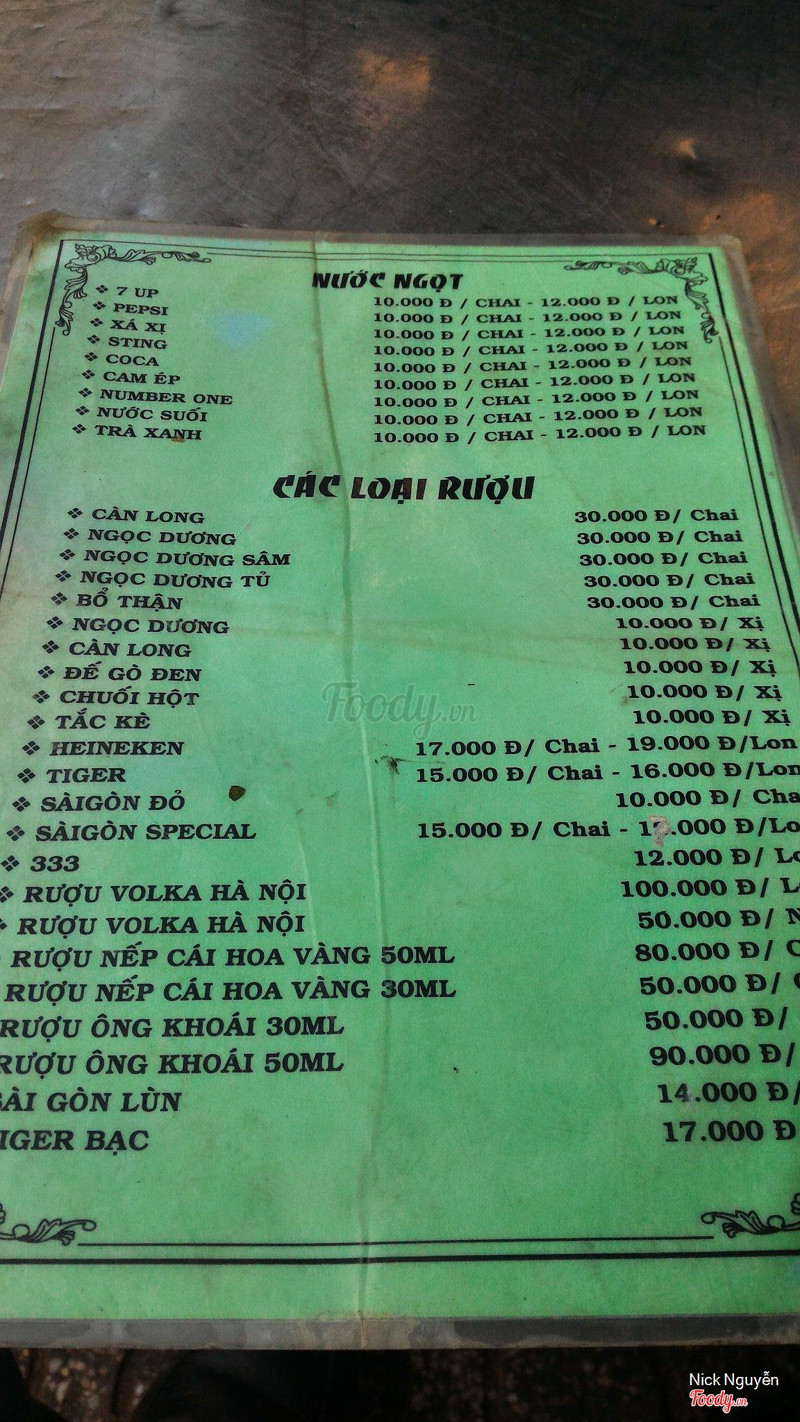 NƯỚC NGỌT
❖ 7 UP 10.000 Đ / CHAI - 12.000 Đ / LON
❖ PEPSI 10.000 Đ / CHAI - 12.000 Đ / LON
❖ XÁ XỊ 10.000 Đ / CHAI - 12.000 Đ / LON
❖ STING 10.000 Đ / CHAI - 12.000 Đ / LON
❖ COCA 10.000 Đ / CHAI - 12.000 Đ / LON
❖ CAM ÉP 10.000 Đ / CHAI - 12.000 Đ / LON
❖ NUMBER ONE 10.000 Đ / CHAI - 12.000 Đ / LON
❖ NƯỚC SUỐI 10.000 Đ / CHAI - 12.000 Đ / LON
❖ TRÀ XANH 10.000 Đ / CHAI - 12.000 Đ / LON
CÁC LOẠI RƯỢU
❖ CÀN LONG 30.000 Đ/ Chai
❖ NGỌC DƯƠNG 30.000 Đ/ Chai
❖ NGỌC DƯƠNG SÂM 30.000 Đ/ Chai
❖ NGỌC DƯƠNG TỦ 30.000 Đ/ Chai
❖ BỔ THẬN 30.000 Đ/ Chai
❖ NGỌC DƯƠNG 10.000 Đ/ Xị
❖ CÀN LONG 10.000 Đ/ Xị
❖ ĐẾ GÒ ĐEN 10.000 Đ/ Xị
❖ CHUỐI HỘT 10.000 Đ/ Xị
❖ TẮC KÈ 10.000 Đ/ Xị
❖ HEINEKEN 17.000 Đ/ Chai - 19.000 Đ/Lon
❖ TIGER 15.000 Đ/ Chai - 16.000 Đ/Lon
❖ SÀIGÒN ĐỎ 10.000 Đ/ Cha
❖ SÀIGÒN SPECIAL 15.000 Đ/ Chai - Đ/Lo
❖ 333 12.000 Đ/ Lo
❖ RƯỢU VOLKA HÀ NỘI 100.000 Đ/ L
❖ RƯỢU VOLKA HÀ NỘI 50.000 Đ/ N
RƯỢU NẾP CÁI HOA VÀNG 50ML 80.000 Đ/ C
RƯỢU NẾP CÁI HOA VÀNG 30ML 50.000 Đ/
RƯỢU ÔNG KHOÁI 30ML 50.000 Đ/
RƯỢU ÔNG KHOÁI 50ML 90.000 Đ/
ÀI GÒN LÙN 14.000 Đ/
IGER BẠC 17.000 Đ
Foody.vn
Nick Nguyễn
Foody.vn